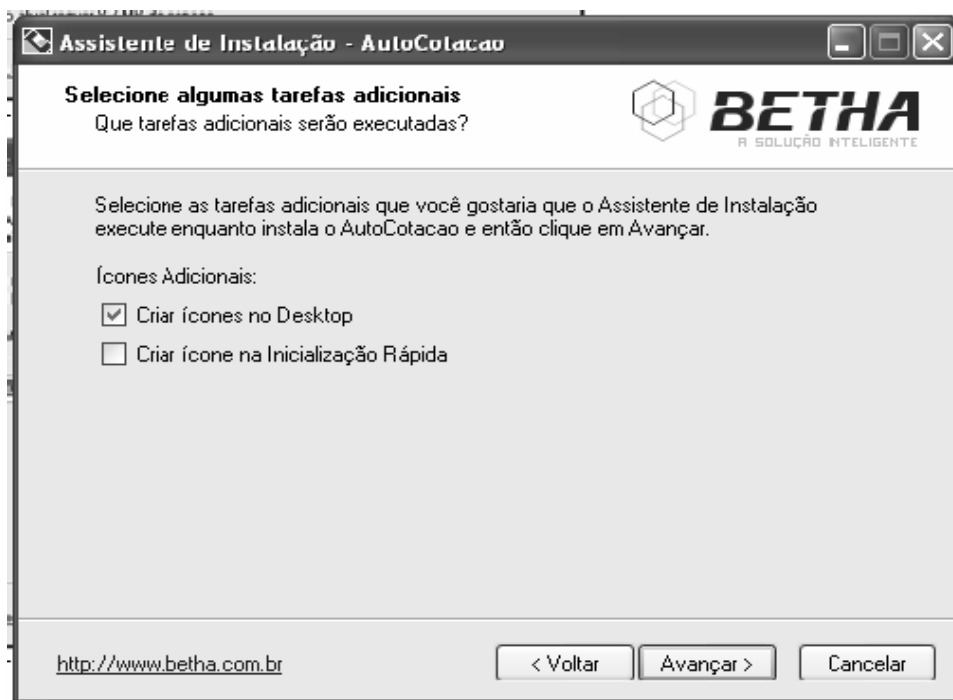 Assistente de Instalação - AutoCotacao
Selecione algumas tarefas adicionais
Que tarefas adicionais serão executadas?
BETHA
A SOLUÇÃO INTELIGENTE
Selecione as tarefas adicionais que você gostaria que o Assistente de Instalação
execute enquanto instala o AutoCotacao e então clique em Avançar.
Ícones Adicionais:
Criar ícones no Desktop
Criar ícone na Inicialização Rápida
http://www.betha.com.br
< Voltar
Avançar >
Cancelar